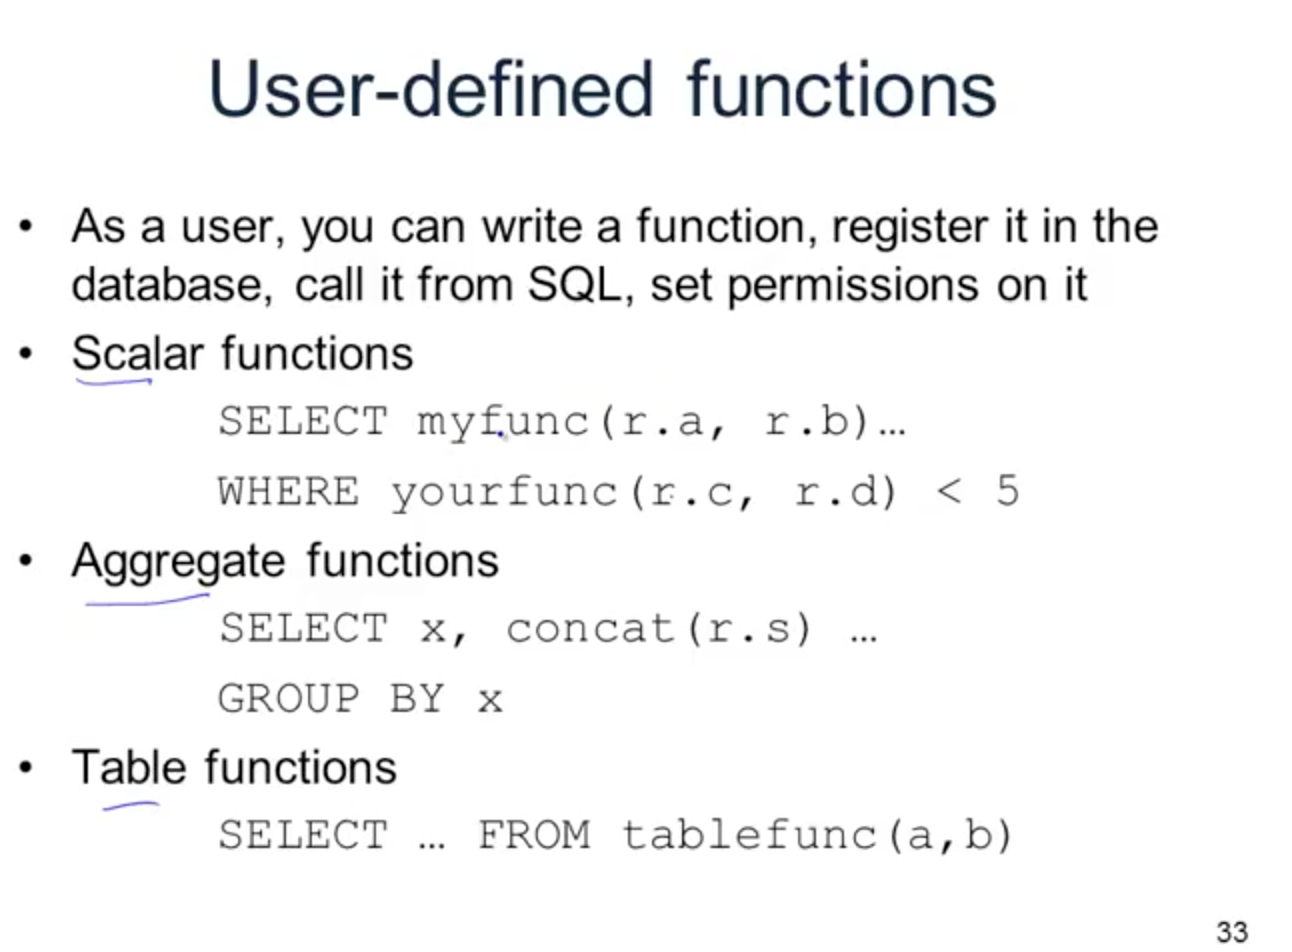 User-defined functions
• As a user, you can write a function, register it in the
database, call it from SQL, set permissions on it
• Scalar functions
SELECT myfunc(r.a, r.b)…
WHERE yourfunc(r.c, r.d) < 5
• Aggregate functions
SELECT x, concat(r.s) …
GROUP BY x
• Table functions
SELECT … FROM tablefunc(a,b)
33